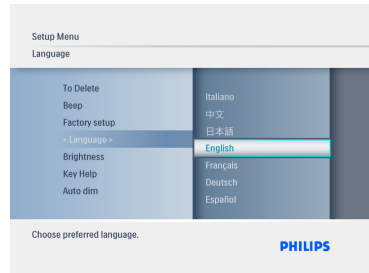 Setup Menu
Language
To Delete
Beep
Factory setup
« Language »
Brightness
Key Help
Auto dim
Italiano
中文
日本語
English
Français
Deutsch
Español
Choose preferred language.
PHILIPS